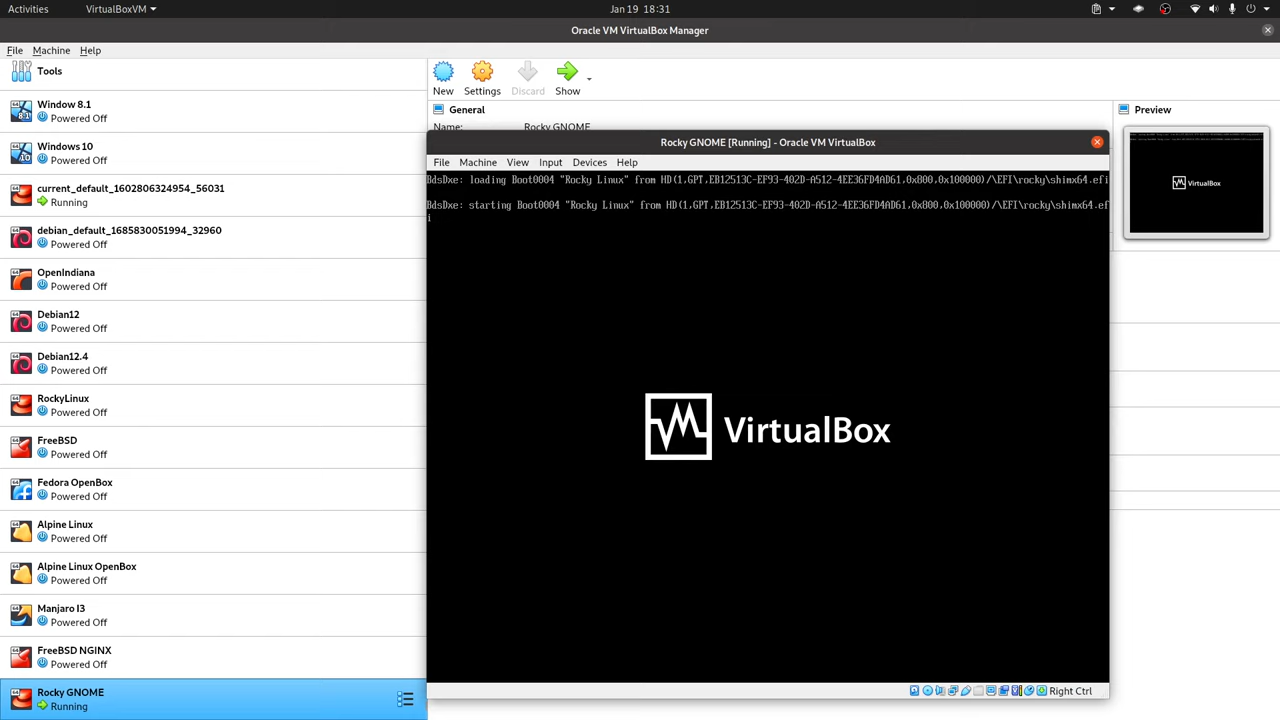 Activities
VirtualBoxVM
Jan 19 18:31
Oracle VM VirtualBox Manager
File Machine Help
Tools
New Settings Discard Show
Window 8.1
Powered Off
Windows 10
Powered Off
current_default_1602806324954_56031
Running
debian_default_1685830051994_32960
Powered Off
OpenIndiana
Powered Off
Debian12
Powered Off
Debian12.4
Powered Off
RockyLinux
Powered Off
FreeBSD
Powered Off
Fedora OpenBox
Powered Off
Alpine Linux
Powered Off
Alpine Linux OpenBox
Powered Off
Manjaro I3
Powered Off
FreeBSD NGINX
Powered Off
Rocky GNOME
Running
General
Name: Rocky GNOME
Preview
VirtualBox
Rocky GNOME [Running] - Oracle VM VirtualBox
File Machine View Input Devices Help
BdsDxe: loading Boot0004 "Rocky Linux" from HD(1,GPT,EB12513C-EF93-402D-A512-4EE36FD4AD61,0x800,0x100000)/\EFI\rocky\shimx64.efi
BdsDxe: starting Boot0004 "Rocky Linux" from HD(1,GPT,EB12513C-EF93-402D-A512-4EE36FD4AD61,0x800,0x100000)/\EFI\rocky\shimx64.ef
i
VirtualBox
Right Ctrl